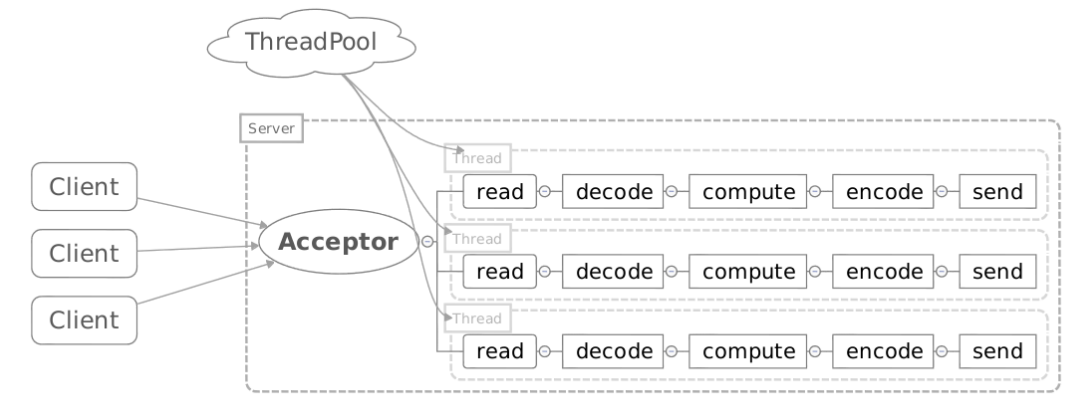 ThreadPool
Server
Thread
Client
read decode compute encode send
Acceptor
Thread
Client
read decode compute encode send
Thread
Client
read decode compute encode send